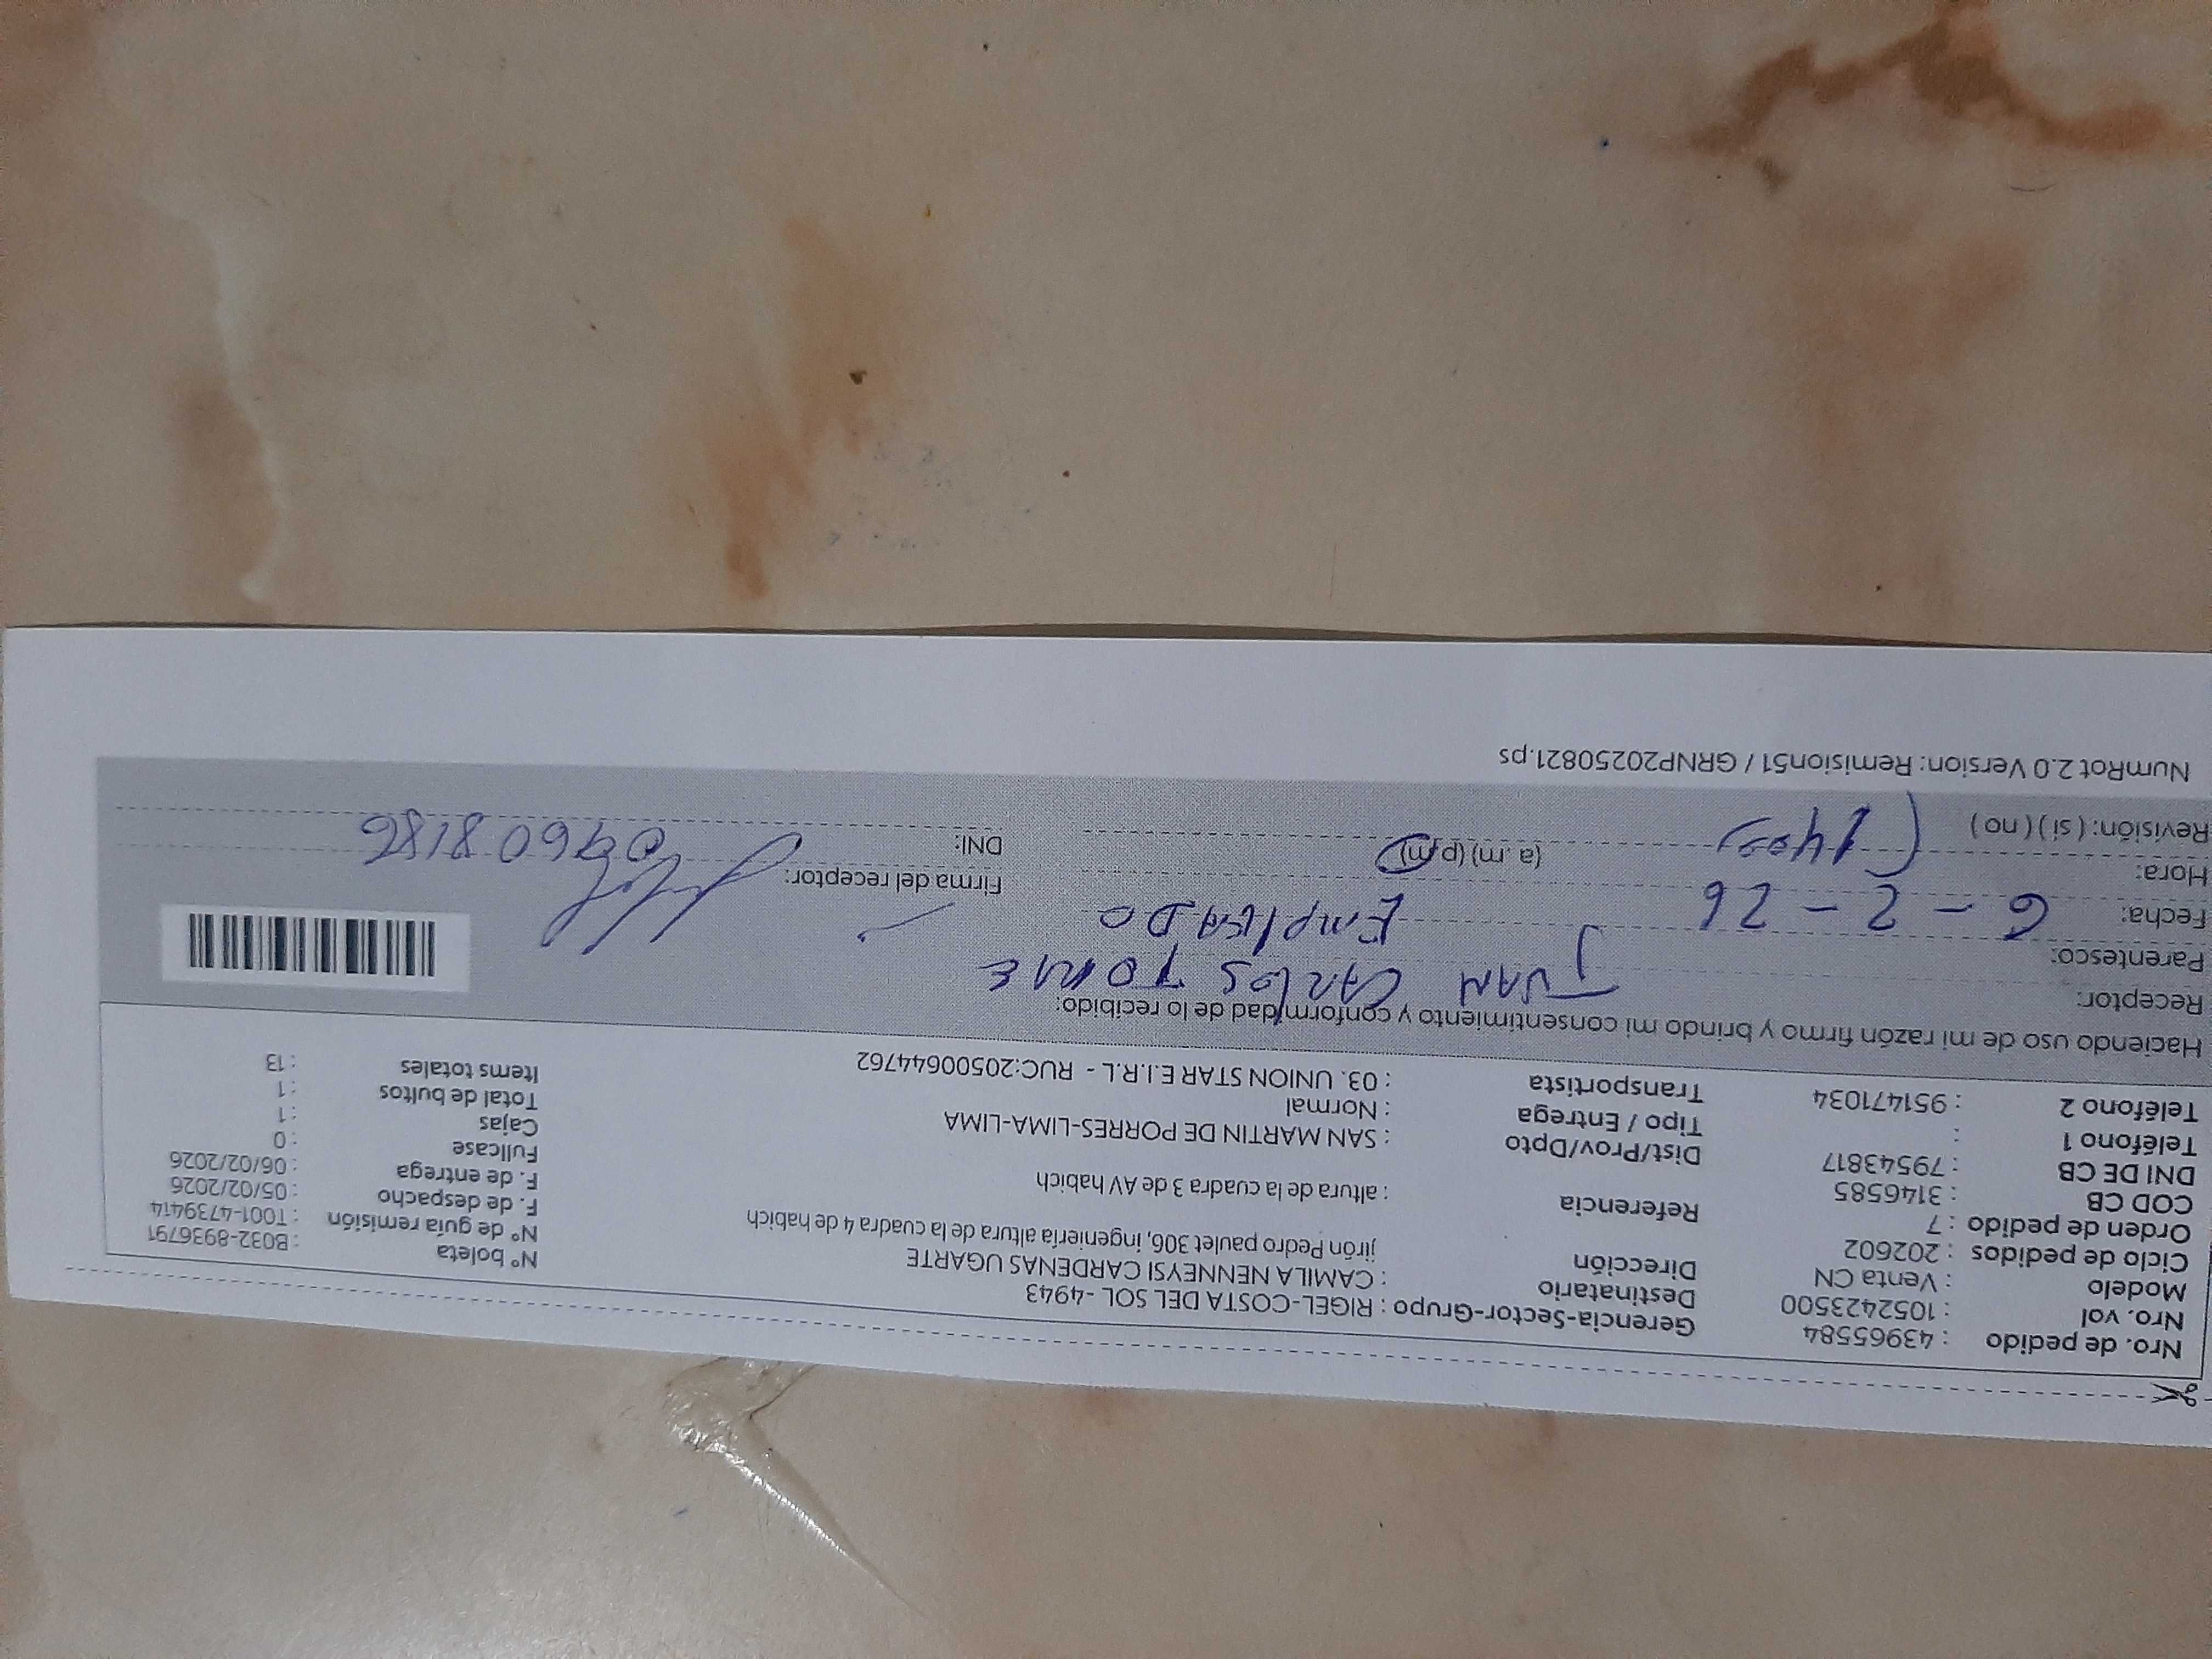 Nro. de pedido : 43965584 Gerencia-Sector-Grupo : RIGEL-COSTA DEL SOL -4943 N° boleta : B032-8936791
Nro. vol : 1052423500 Destinatario : CAMILA NENNEYSI CARDENAS UGARTE N° de guía remisión : T001-4739414
Modelo : Venta CN Dirección jirón Pedro paulet 306, ingeniería altura de la cuadra 4 de habich F. de despacho : 05/02/2026
Ciclo de pedidos : 202602 F. de entrega : 06/02/2026
Orden de pedido : 7 Referencia : altura de la cuadra 3 de AV habich Fullcase : 0
COD CB : 3146585 Cajas : 1
DNI DE CB : 79543817 Dist/Prov/Dpto : SAN MARTIN DE PORRES-LIMA-LIMA Total de bultos : 1
Teléfono 1 : Tipo / Entrega : Normal Items totales : 13
Teléfono 2 : 951471034 Transportista : 03. UNION STAR E.I.R.L - RUC:20500644762
Haciendo uso de mi razón firmo y brindo mi consentimiento y conformidad de lo recibido:
Receptor: JUAN CARLOS
Parentesco: EMPLEADO
Fecha: 6 - 2 - 26 Firma del receptor:
Hora: (a. m) (p. m) DNI: 09608186
Revisión: ( si ) ( no )
NumRot 2.0 Version: Remision51 / GRNP20250821.ps